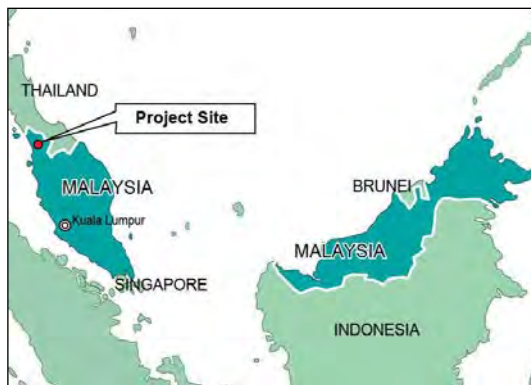 THAILAND
Project Site
MALAYSIA
Kuala Lumpur
SINGAPORE
BRUNEI
MALAYSIA
INDONESIA